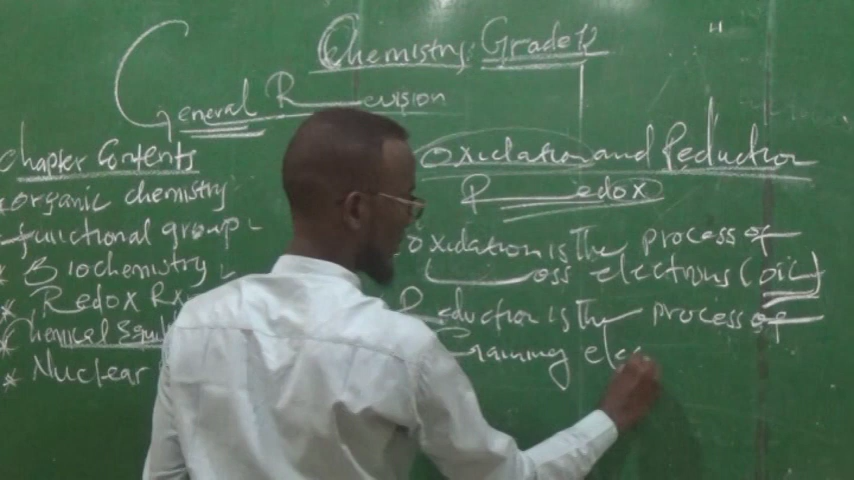 Chemistry Grade 12
General Revision
Chapter Contents
organic chemistry
functional group
* Biochemistry
* Redox Rx
* Chemical Equil
* Nuclear
Oxidation and Reduction
Redox
Oxidation is The process of
Loss electrons (OIL)
Reduction is The process of
Gaining elec